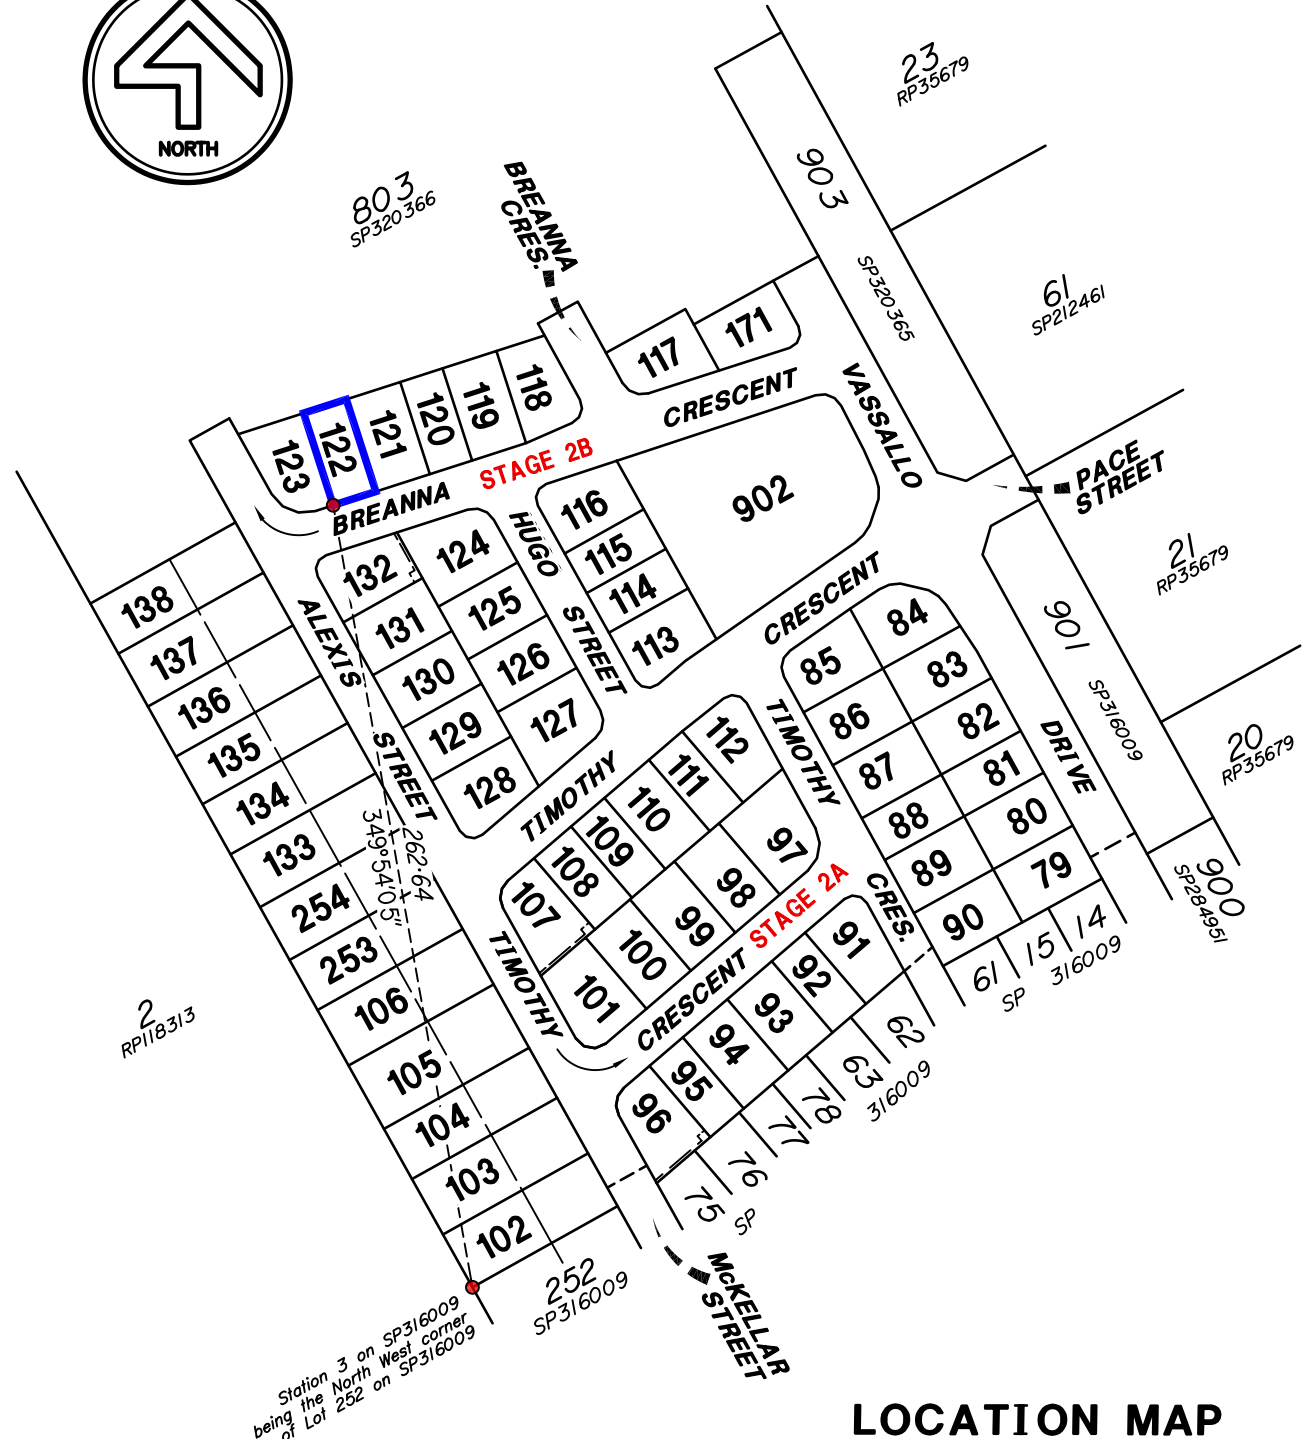 NORTH
23
RP35679
803
SP320366
BREANNA
CRES.
903
SP320365
61
SP212461
117
171
CRESCENT
VASSALLO
118
119
120
121
122
123
STAGE 2B
BREANNA
PACE
STREET
902
HUGO
STREET
116
115
114
113
132
124
131
125
130
126
129
127
128
ALEXIS
STREET
138
137
136
135
134
133
254
253
106
105
104
103
102
349°54'05"
262·64
CRESCENT
TIMOTHY
21
RP35679
901
SP316009
20
RP35679
84
85
83
86
82
87
81
88
80
89
79
90
DRIVE
TIMOTHY
CRES.
112
111
110
109
108
107
97
98
99
100
101
STAGE 2A
CRESCENT
TIMOTHY
91
92
93
94
95
96
900
SP284951
14
15
61
SP 316009
62
63
78
77
76
75
SP 316009
2
RP118313
252
SP316009
McKELLAR
STREET
Station 3 on SP316009
being the North West corner
of Lot 252 on SP316009
LOCATION MAP